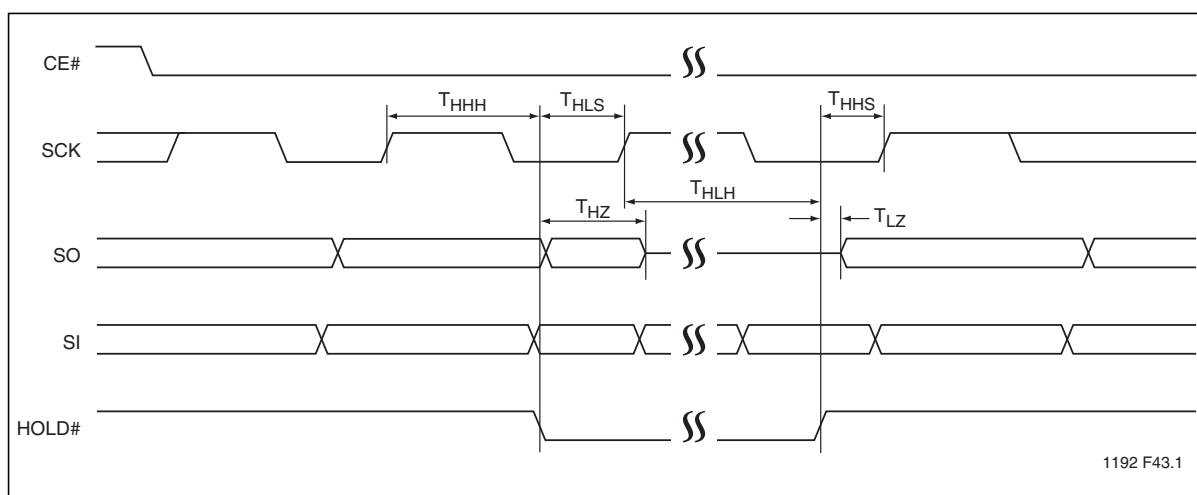 CE#
T_HHH T_HLS T_HHS
SCK
T_HLH
T_HZ T_LZ
SO
SI
HOLD#
1192 F43.1